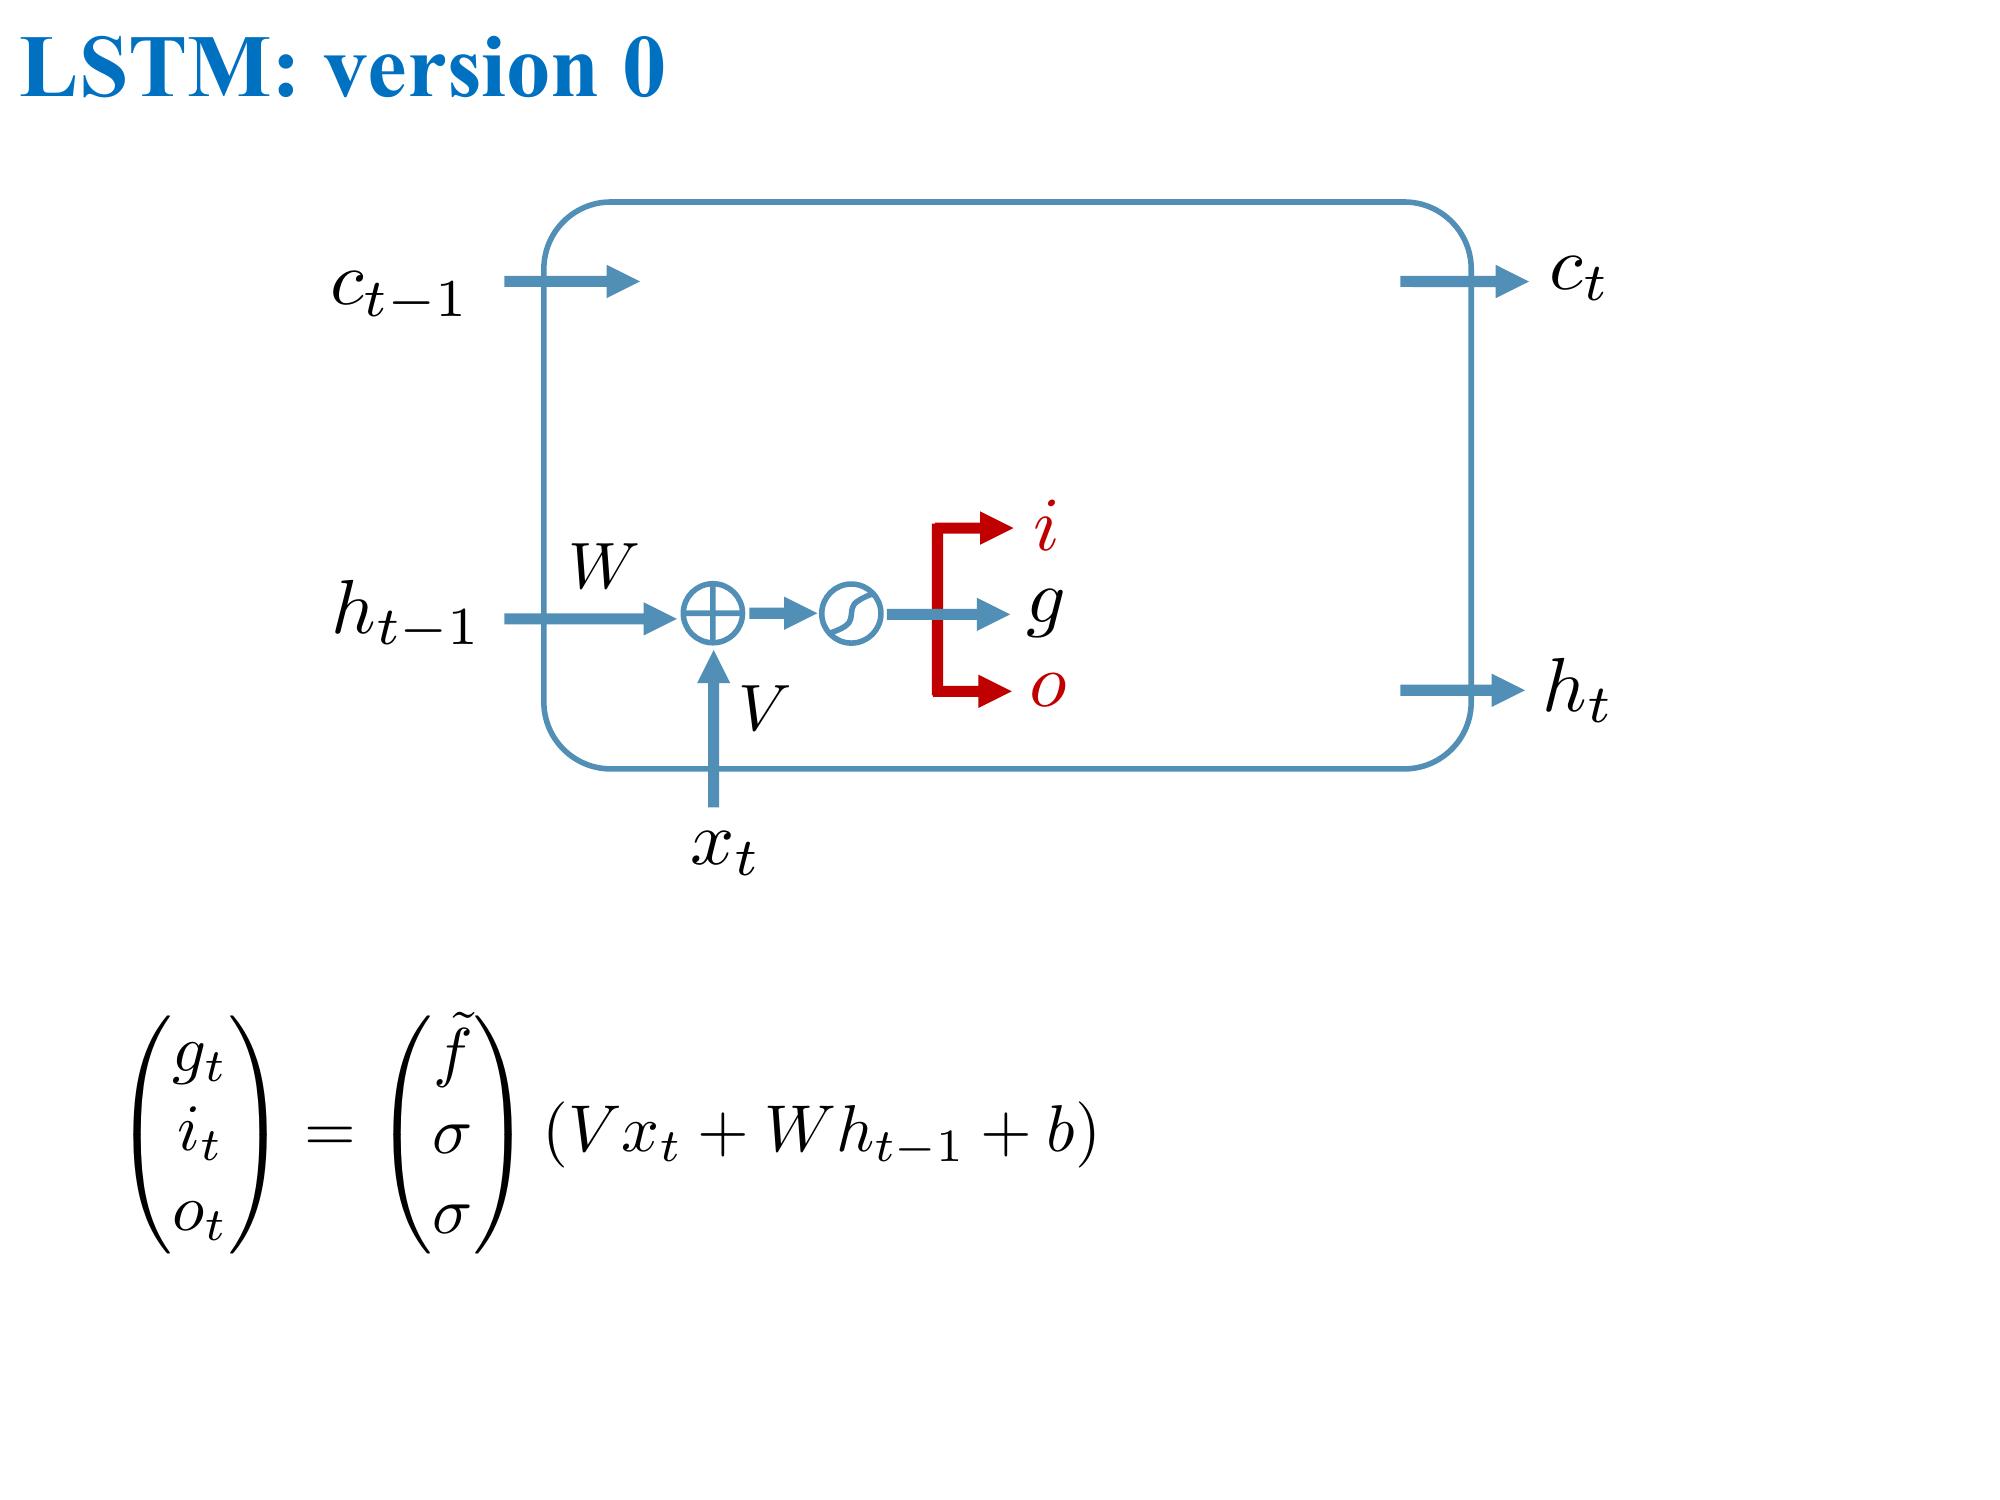 LSTM: version 0
c_{t-1}
c_t
i
W
h_{t-1}
g
o
V
h_t
x_t
\begin{pmatrix} g_t \\ i_t \\ o_t \end{pmatrix} = \begin{pmatrix} \tilde{f} \\ \sigma \\ \sigma \end{pmatrix} (Vx_t + Wh_{t-1} + b)